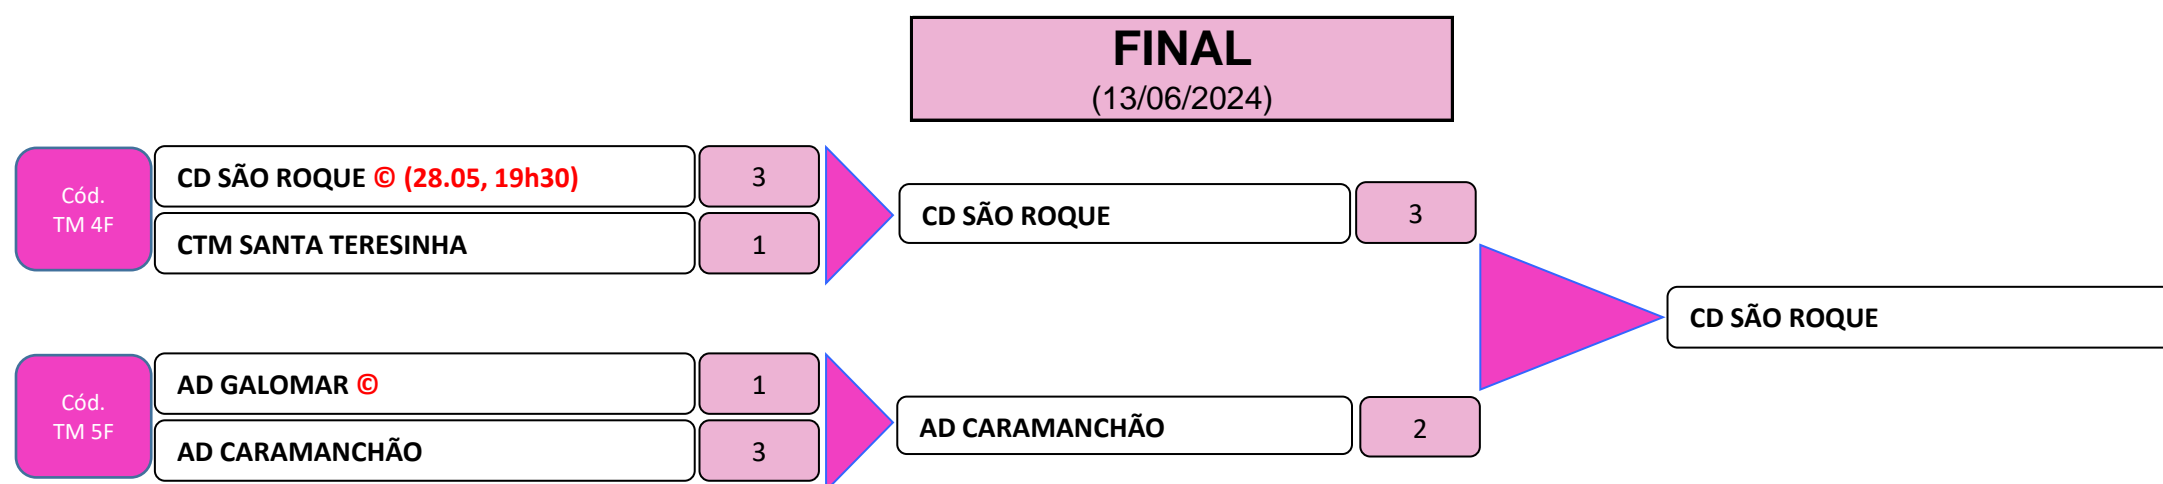 FINAL
(13/06/2024)
Cód.
TM 4F
CD SÃO ROQUE © (28.05, 19h30)
3
CTM SANTA TERESINHA
1
CD SÃO ROQUE
3
CD SÃO ROQUE
Cód.
TM 5F
AD GALOMAR ©
1
AD CARAMANCHÃO
3
AD CARAMANCHÃO
2